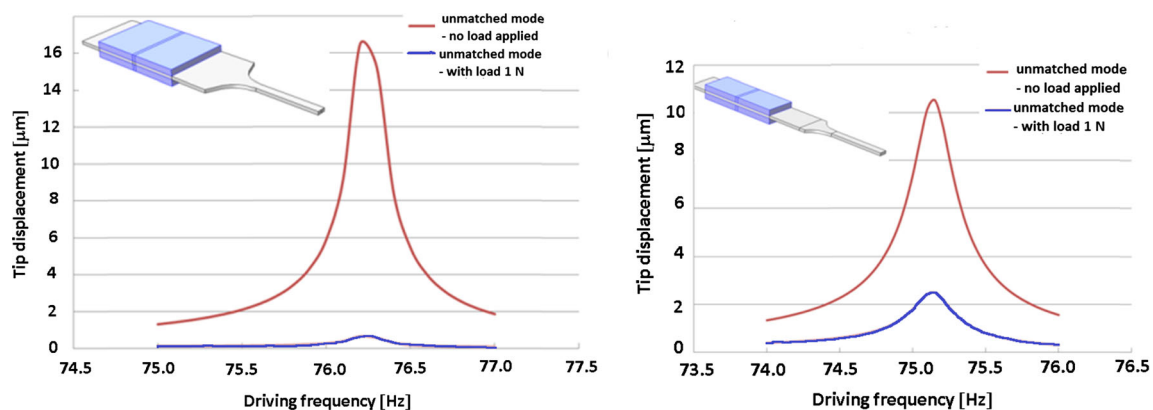 unmatched mode
- no load applied
unmatched mode
- with load 1 N
16
14
12
10
8
6
4
2
0
Tip displacement [μm]
74.5 75.0 75.5 76.0 76.5 77.0 77.5
Driving frequency [Hz]
unmatched mode
- no load applied
unmatched mode
- with load 1 N
12
10
8
6
4
2
0
Tip displacement [μm]
73.5 74.0 74.5 75.0 75.5 76.0 76.5
Driving frequency [Hz]